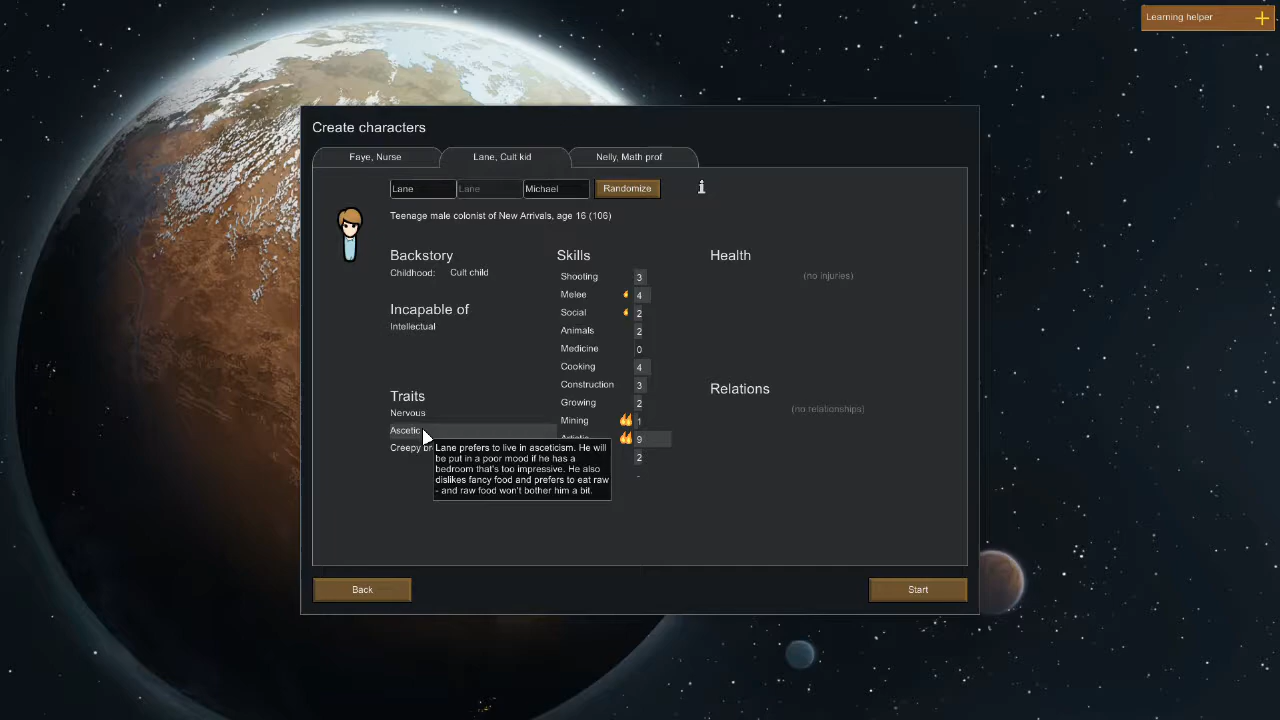 Learning helper
Create characters
Faye, Nurse
Lane, Cult kid
Nelly, Math prof
Lane
Lane
Michael
Randomize
Teenage male colonist of New Arrivals, age 16 (106)
Backstory
Childhood: Cult child
Incapable of
Intellectual
Traits
Nervous
Ascetic
Creepy br
Lane prefers to live in asceticism. He will
be put in a poor mood if he has a
bedroom that's too impressive. He also
dislikes fancy food and prefers to eat raw
- and raw food won't bother him a bit.
Skills
Shooting 3
Melee 4
Social 2
Animals 2
Medicine 0
Cooking 4
Construction 3
Growing 2
Mining 1
Artistic 9
2
-
Health
(no injuries)
Relations
(no relationships)
Back
Start